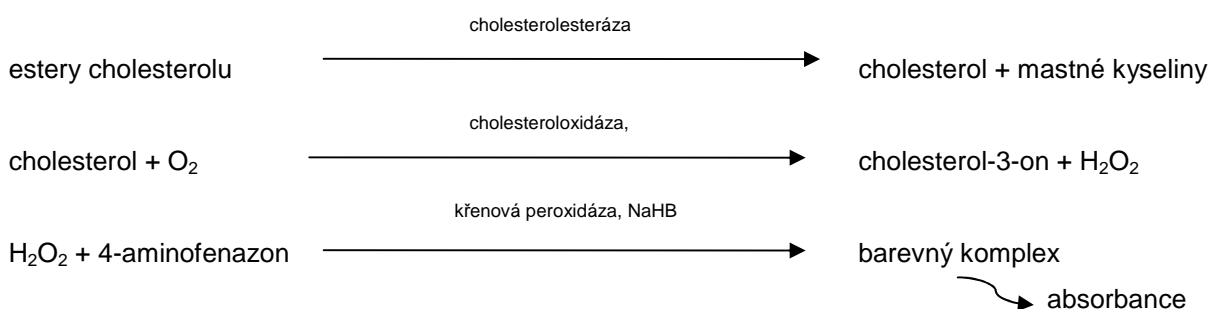 cholesterolesteráza
estery cholesterolu cholesterol + mastné kyseliny
cholesteroloxidáza,
cholesterol + O₂ cholesterol-3-on + H₂O₂
křenová peroxidáza, NaHB
H₂O₂ + 4-aminofenazon barevný komplex
absorbance